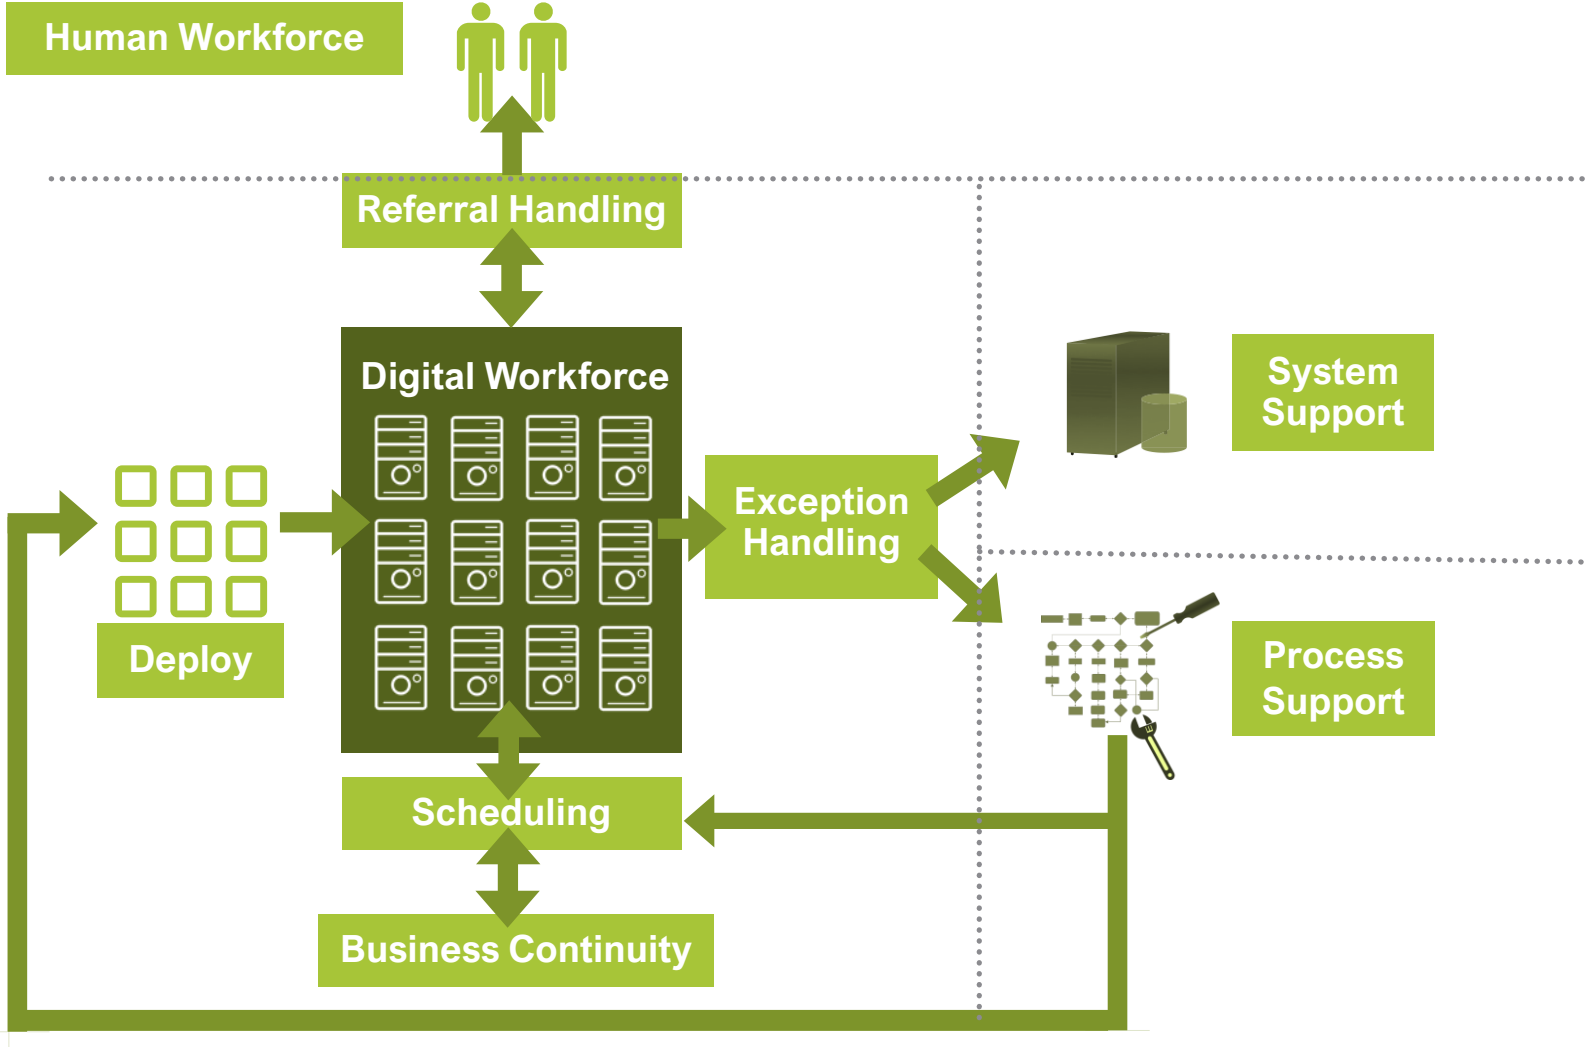 Human Workforce
Referral Handling
Digital Workforce
System
Support
Exception
Handling
Deploy
Process
Support
Scheduling
Business Continuity